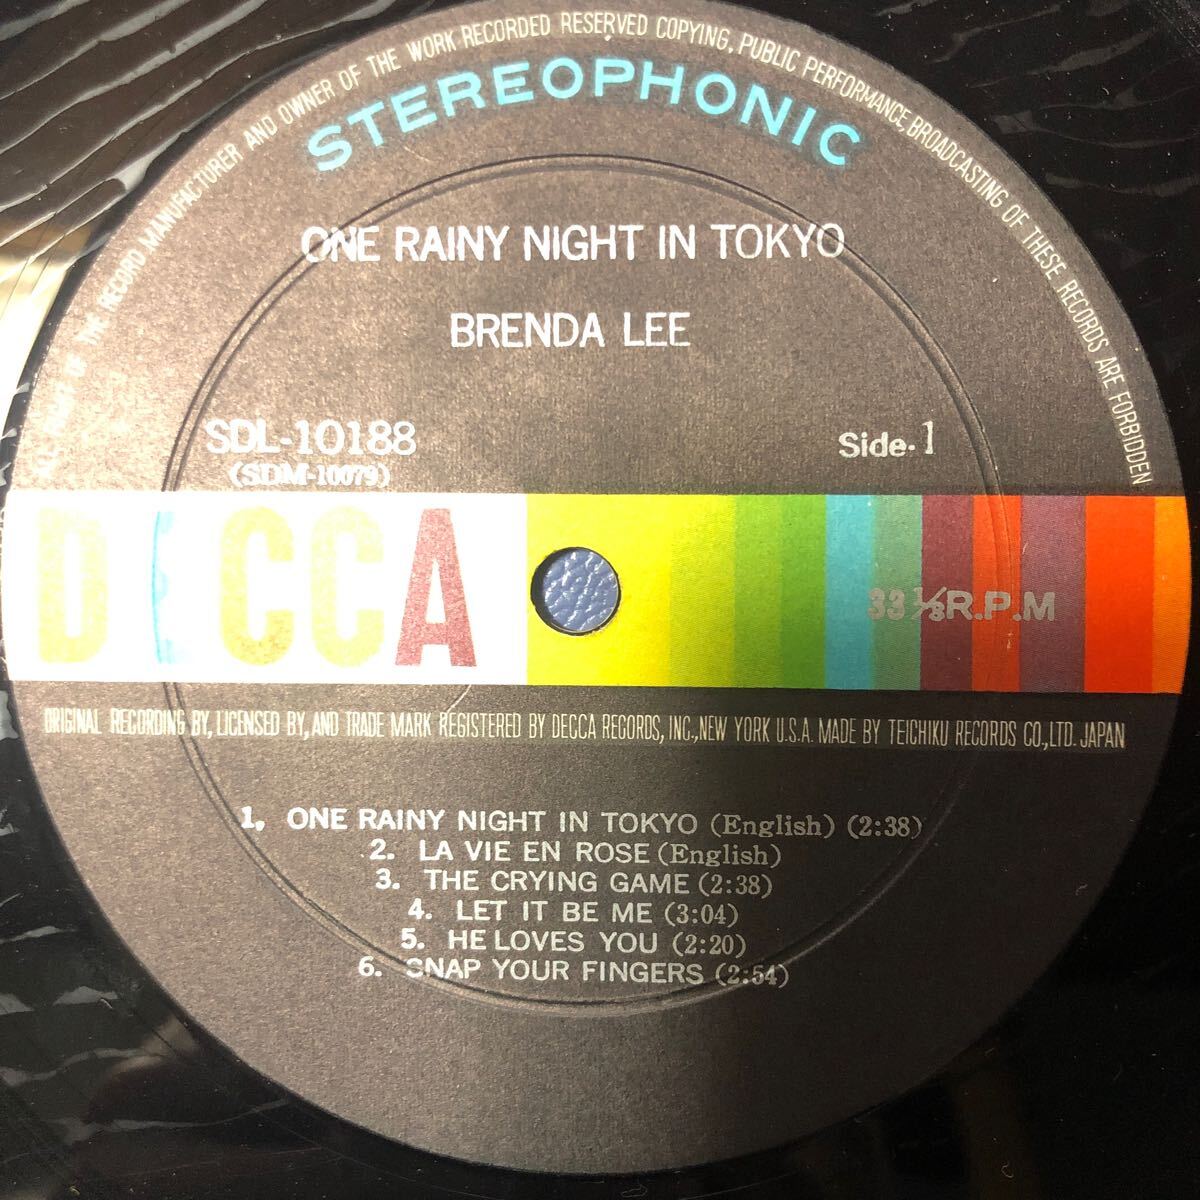 ALL RIGHT OF THE RECORD MANUFACTURER AND OWNER OF THE WORK RECORDED RESERVED COPYING, PUBLIC PERFORMANCE, BROADCASTING OF THESE RECORDS ARE FORBIDDEN
STEREOPHONIC
ONE RAINY NIGHT IN TOKYO
BRENDA LEE
SDL-10188
(SDM-10079)
Side·1
DECCA
33⅓R.P.M
ORIGINAL RECORDING BY, LICENSED BY, AND TRADE MARK REGISTERED BY DECCA RECORDS, INC., NEW YORK U.S.A. MADE BY TEICHIKU RECORDS CO., LTD. JAPAN
1. ONE RAINY NIGHT IN TOKYO (English) (2:38)
2. LA VIE EN ROSE (English)
3. THE CRYING GAME (2:38)
4. LET IT BE ME (3:04)
5. HE LOVES YOU (2:20)
6. SNAP YOUR FINGERS (2:54)